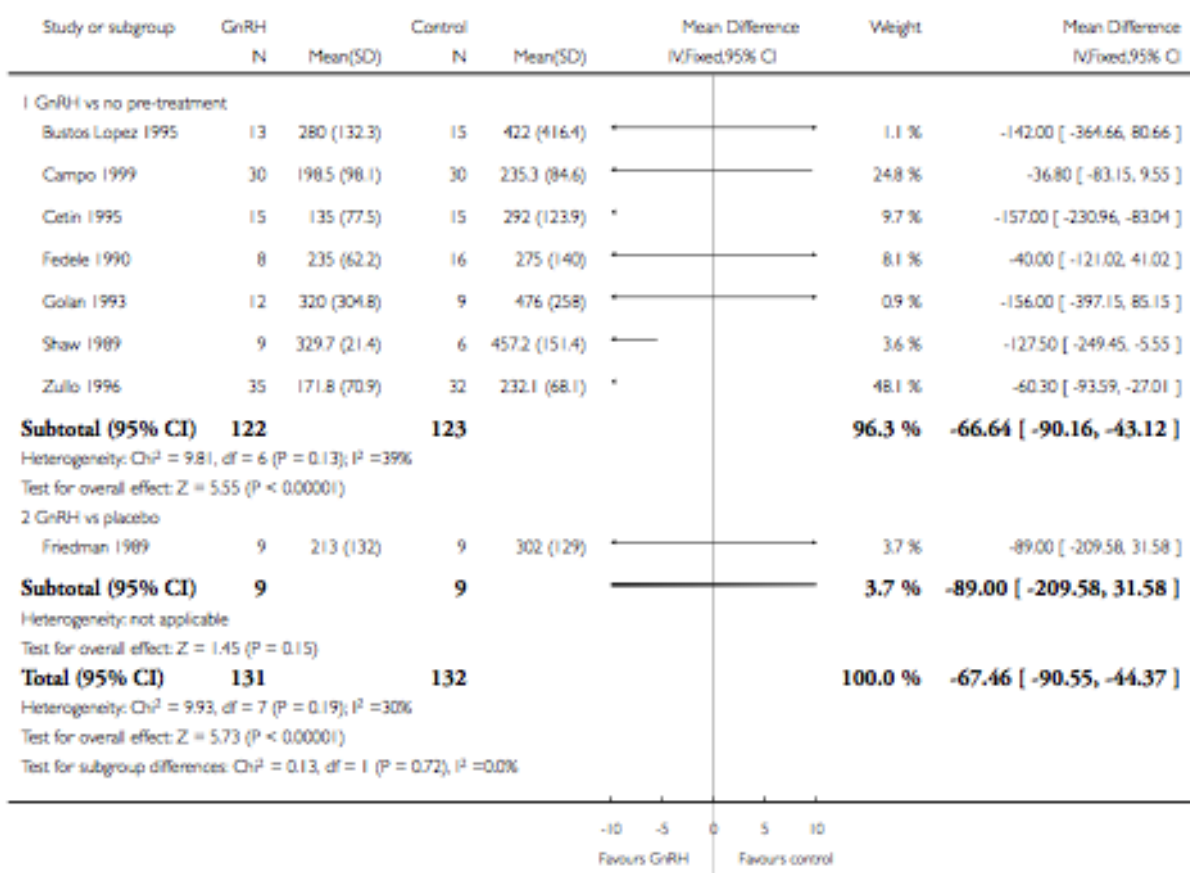 Study or subgroup GnRH Control Mean Difference Weight Mean Difference
N Mean(SD) N Mean(SD) IV,Fixed,95% CI IV,Fixed,95% CI
1 GnRH vs no pre-treatment
Bustos Lopez 1995 13 280 (132.3) 15 422 (416.4) 1.1 % -142.00 [ -364.66, 80.66 ]
Campo 1999 30 198.5 (98.1) 30 235.3 (84.6) 24.8 % -36.80 [ -83.15, 9.55 ]
Cetin 1995 15 135 (77.5) 15 292 (123.9) 9.7 % -157.00 [ -230.96, -83.04 ]
Fedele 1990 8 235 (62.2) 16 275 (140) 8.1 % -40.00 [ -121.02, 41.02 ]
Golan 1993 12 320 (304.8) 9 476 (258) 0.9 % -156.00 [ -397.15, 85.15 ]
Shaw 1989 9 329.7 (21.4) 6 457.2 (151.4) 3.6 % -127.50 [ -249.45, -5.55 ]
Zullo 1996 35 171.8 (70.9) 32 232.1 (68.1) 48.1 % -60.30 [ -93.59, -27.01 ]
Subtotal (95% CI) 122 123 96.3 % -66.64 [ -90.16, -43.12 ]
Heterogeneity: Chi² = 9.81, df = 6 (P = 0.13); I² =39%
Test for overall effect: Z = 5.55 (P < 0.00001)
2 GnRH vs placebo
Friedman 1989 9 213 (132) 9 302 (129) 3.7 % -89.00 [ -209.58, 31.58 ]
Subtotal (95% CI) 9 9 3.7 % -89.00 [ -209.58, 31.58 ]
Heterogeneity: not applicable
Test for overall effect: Z = 1.45 (P = 0.15)
Total (95% CI) 131 132 100.0 % -67.46 [ -90.55, -44.37 ]
Heterogeneity: Chi² = 9.93, df = 7 (P = 0.19); I² =30%
Test for overall effect: Z = 5.73 (P < 0.00001)
Test for subgroup differences: Chi² = 0.13, df = 1 (P = 0.72), I² =0.0%
-10 -5 0 5 10
Favours GnRH Favours control